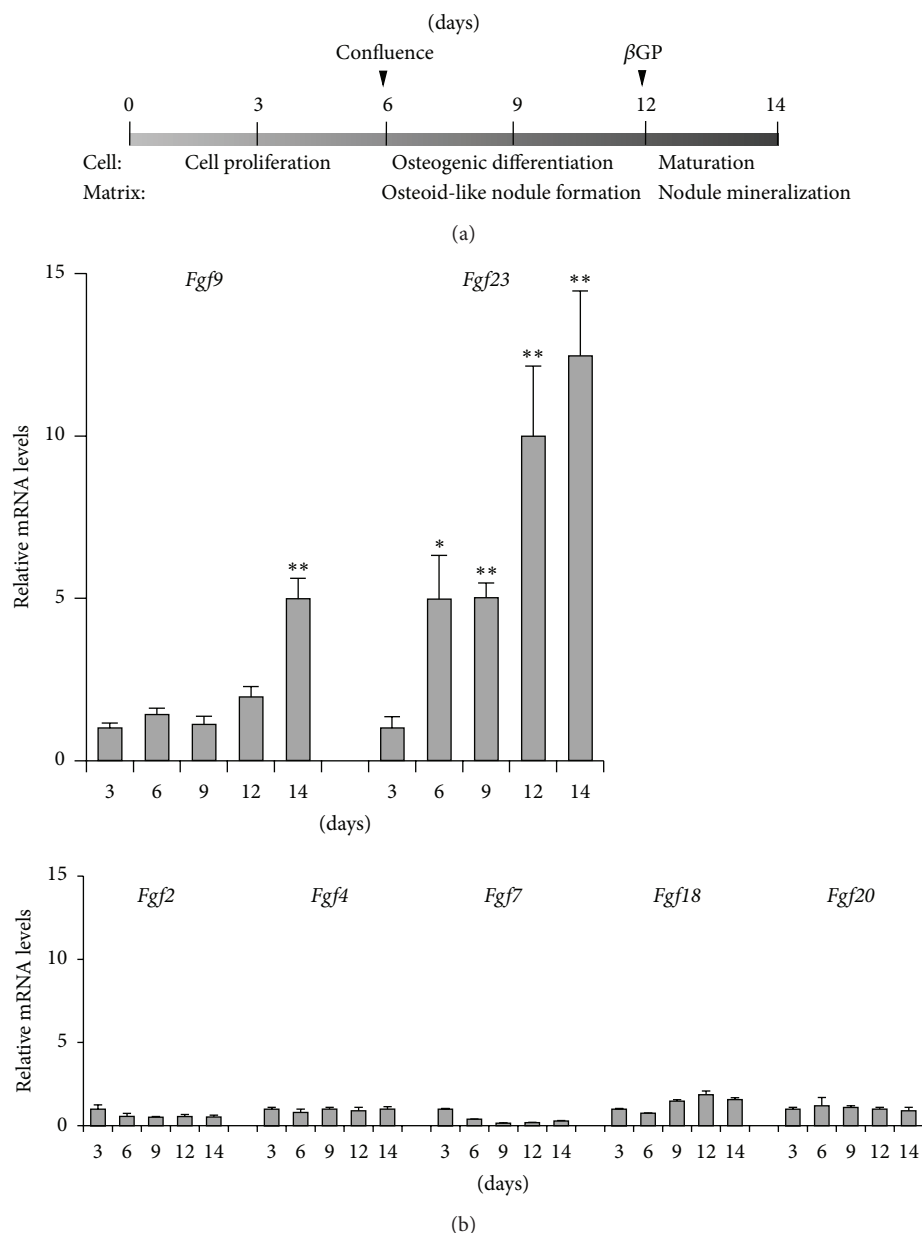 (days)
Confluence βGP
0 3 6 9 12 14
Cell: Cell proliferation Osteogenic differentiation Maturation
Matrix: Osteoid-like nodule formation Nodule mineralization
(a)
15
Fgf9 Fgf23
**
**
10
Relative mRNA levels
*
**
**
5
0
3 6 9 12 14 3 6 9 12 14
(days)
15
Fgf2 Fgf4 Fgf7 Fgf18 Fgf20
10
Relative mRNA levels
5
0
3 6 9 12 14 3 6 9 12 14 3 6 9 12 14 3 6 9 12 14 3 6 9 12 14
(days)
(b)